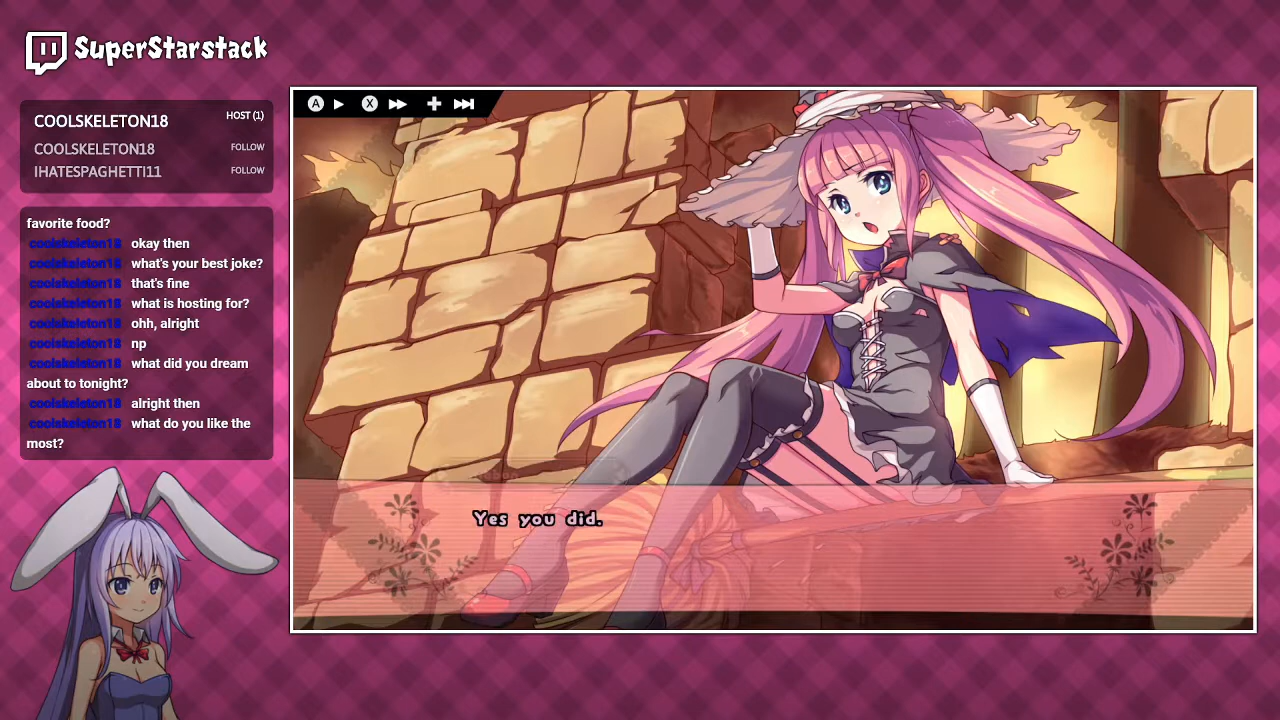 SuperStarstack
COOLSKELETON18 HOST (1)
COOLSKELETON18 FOLLOW
IHATESPAGHETTI11 FOLLOW
favorite food?
coolskeleton18 okay then
coolskeleton18 what's your best joke?
coolskeleton18 that's fine
coolskeleton18 what is hosting for?
coolskeleton18 ohh, alright
coolskeleton18 np
coolskeleton18 what did you dream
about to tonight?
coolskeleton18 alright then
coolskeleton18 what do you like the
most?
A X
Yes you did.